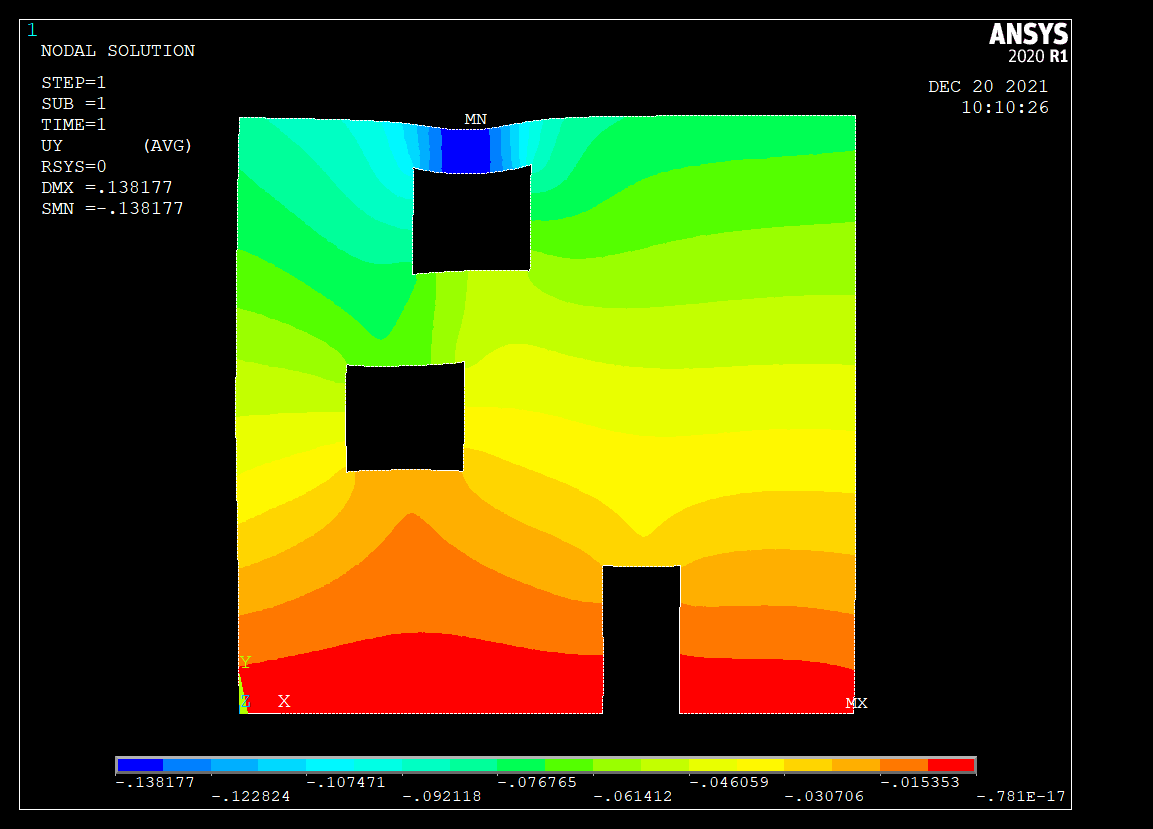 1
ANSYS
2020 R1
NODAL SOLUTION
STEP=1
SUB =1
TIME=1
UY (AVG)
RSYS=0
DMX =.138177
SMN =-.138177
DEC 20 2021
10:10:26
MN
Y
Z X
MX
-.138177 -.107471 -.076765 -.046059 -.015353
-.122824 -.092118 -.061412 -.030706 -.781E-17